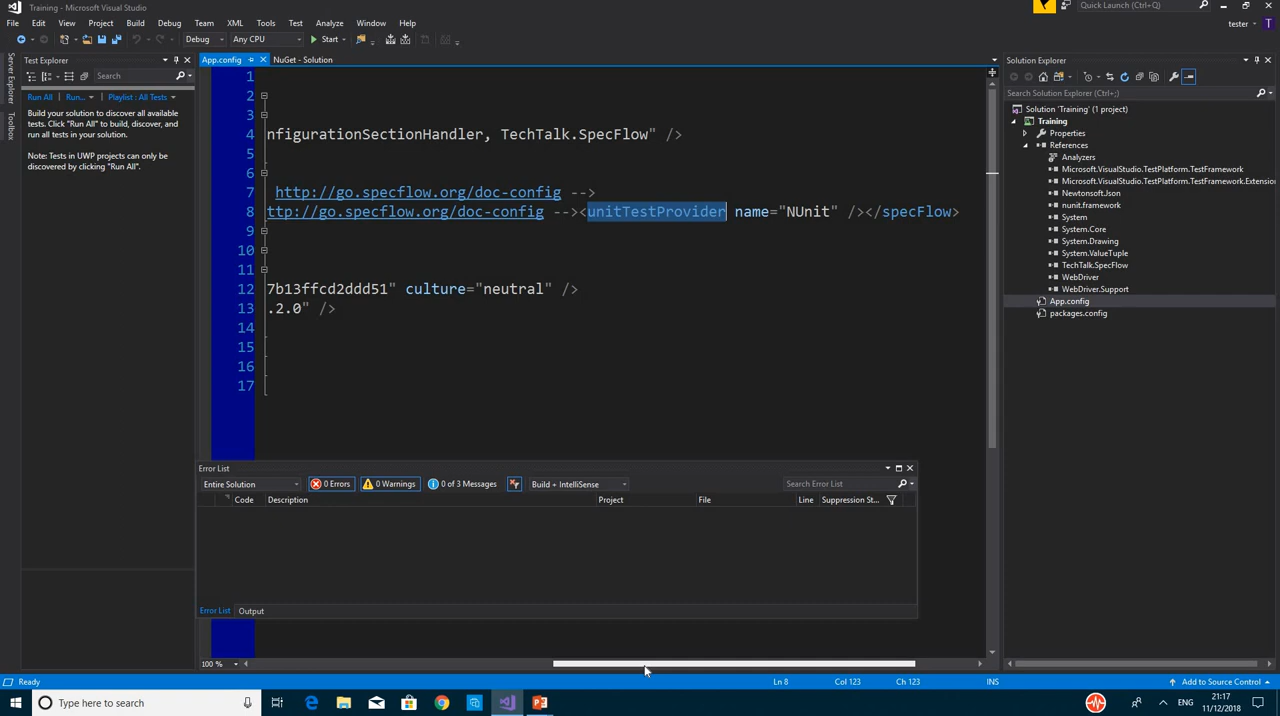 Training - Microsoft Visual Studio
Quick Launch (Ctrl+Q)
File Edit View Project Build Debug Team XML Tools Test Analyze Window Help
tester T
Debug Any CPU Start
Server Explorer
Toolbox
Test Explorer
Search
Run All Run... Playlist : All Tests
Build your solution to discover all available
tests. Click "Run All" to build, discover, and
run all tests in your solution.
Note: Tests in UWP projects can only be
discovered by clicking "Run All".
App.config NuGet - Solution
1
2
3
4 nfigurationSectionHandler, TechTalk.SpecFlow" />
5
6
7 http://go.specflow.org/doc-config -->
8 ttp://go.specflow.org/doc-config --><unitTestProvider name="NUnit" /></specFlow>
9
10
11
12 7b13ffcd2ddd51" culture="neutral" />
13 .2.0" />
14
15
16
17
Error List
Entire Solution 0 Errors 0 Warnings 0 of 3 Messages Build + IntelliSense Search Error List
Code Description Project File Line Suppression St...
Error List Output
100 %
Solution Explorer
Search Solution Explorer (Ctrl+;)
Solution 'Training' (1 project)
Training
Properties
References
Analyzers
Microsoft.VisualStudio.TestPlatform.TestFramework
Microsoft.VisualStudio.TestPlatform.TestFramework.Extension
Newtonsoft.Json
nunit.framework
System
System.Core
System.Drawing
System.ValueTuple
TechTalk.SpecFlow
WebDriver
WebDriver.Support
App.config
packages.config
Ready Ln 8 Col 123 Ch 123 INS Add to Source Control
Type here to search
ENG
21:17
11/12/2018